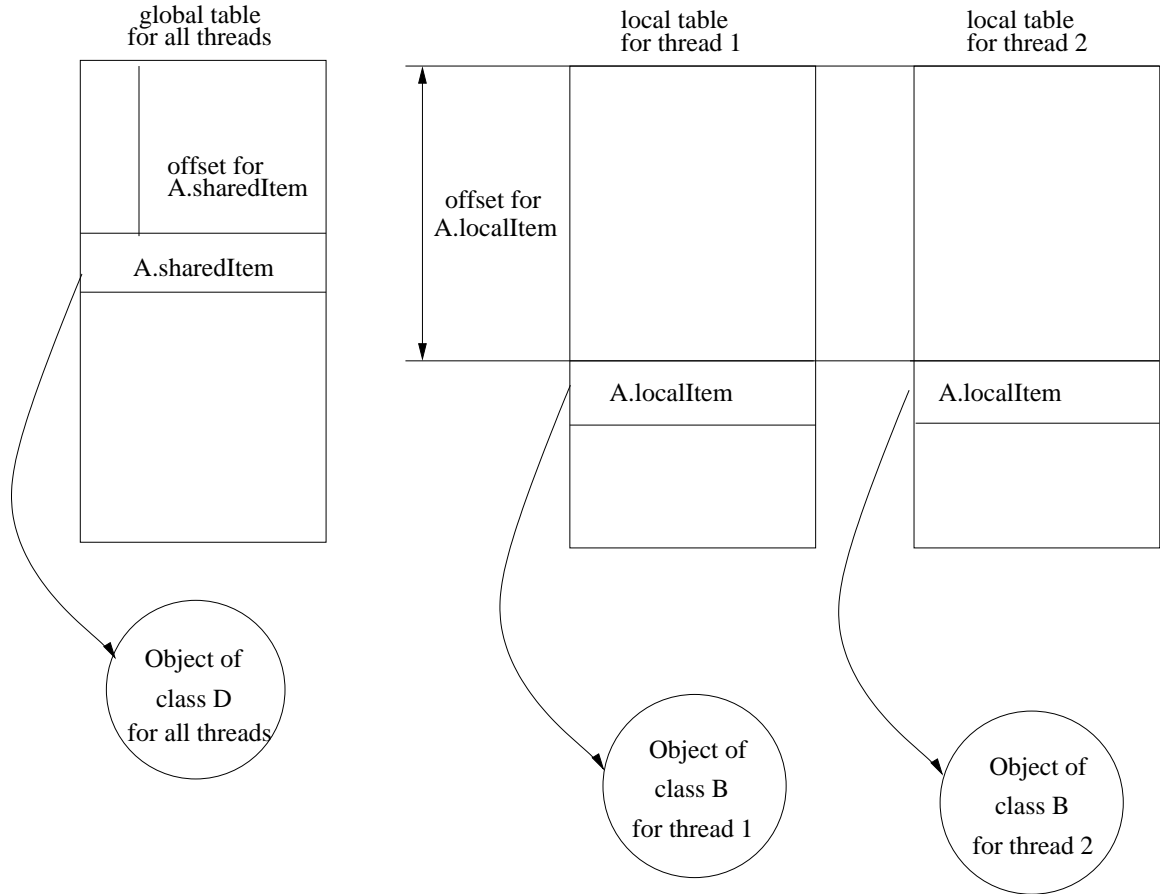 global table
for all threads
local table
for thread 1
local table
for thread 2
offset for
A.sharedItem
offset for
A.localItem
A.sharedItem
A.localItem
A.localItem
Object of
class D
for all threads
Object of
class B
for thread 1
Object of
class B
for thread 2